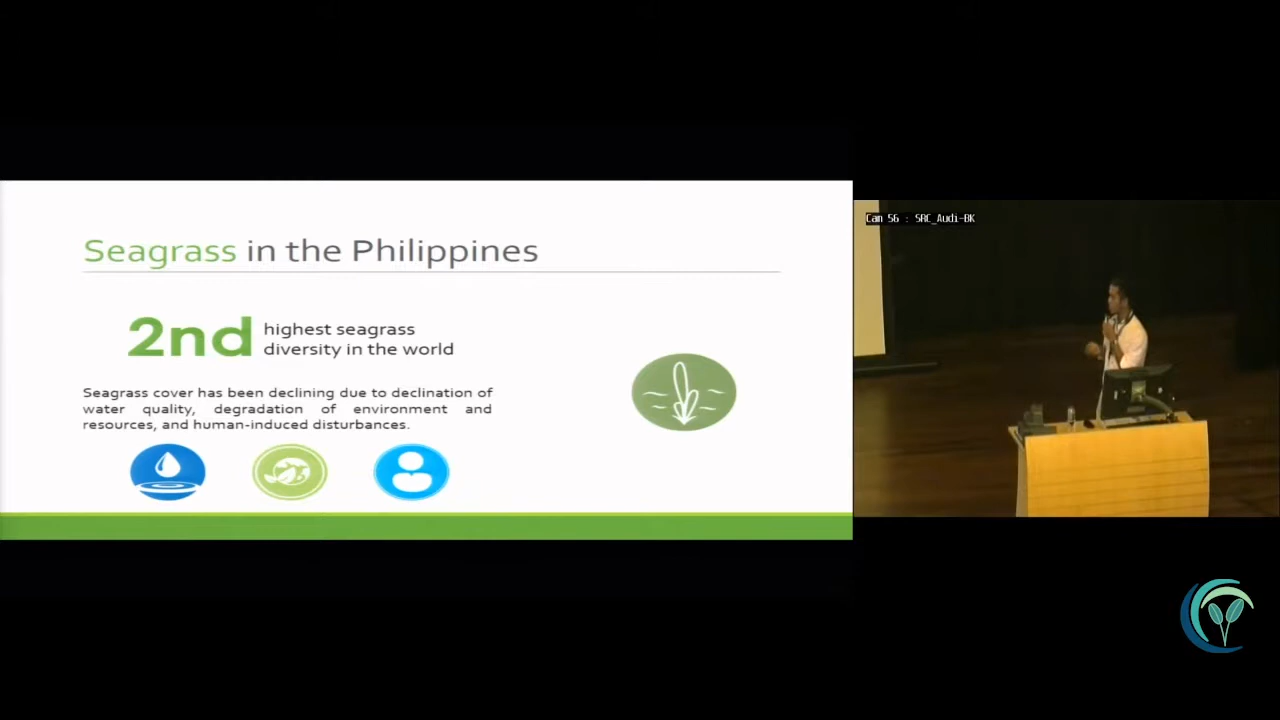 Seagrass in the Philippines
2nd
highest seagrass
diversity in the world
Seagrass cover has been declining due to declination of
water quality, degradation of environment and
resources, and human-induced disturbances.
Cam 56 : SRC_Audi-BK